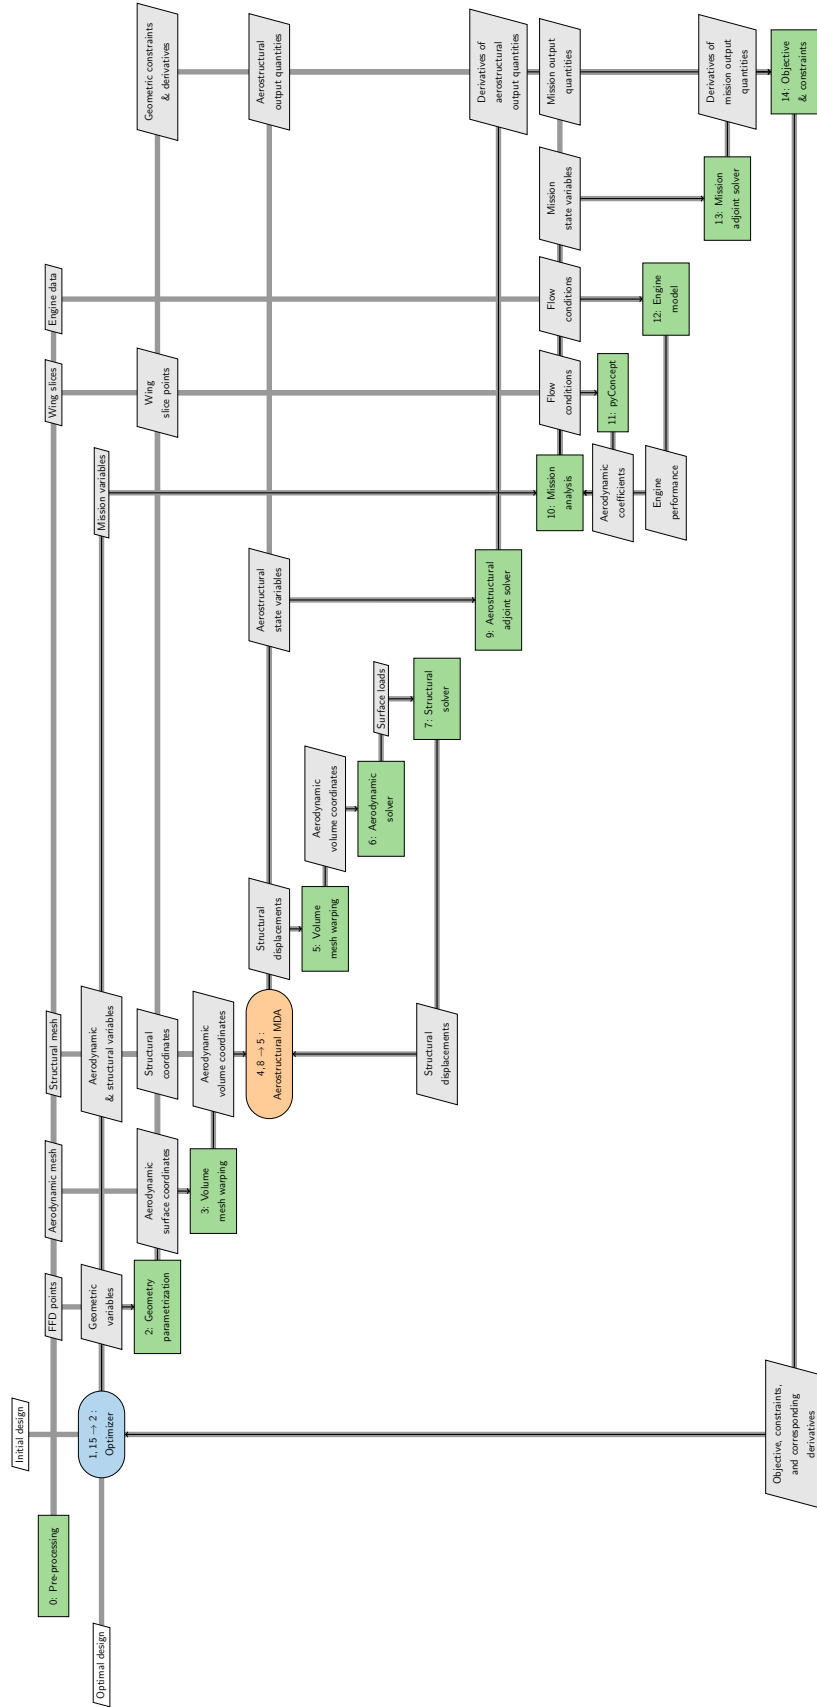 Initial design
0: Pre-processing
FFD points
Aerodynamic mesh
Structural mesh
Wing slices
Engine data
Optimal design
1, 15 → 2 :
Optimizer
Geometric
variables
Aerodynamic
& structural variables
Mission variables
2: Geometry
parametrization
Aerodynamic
surface coordinates
Structural
coordinates
Wing
slice points
Geometric constraints
& derivatives
3: Volume
mesh warping
Aerodynamic
volume coordinates
4, 8 → 5 :
Aerostructural MDA
Structural
displacements
Aerostructural
state variables
Aerostructural
output quantities
5: Volume
mesh warping
Aerodynamic
volume coordinates
6: Aerodynamic
solver
Surface loads
Structural
displacements
7: Structural
solver
9: Aerostructural
adjoint solver
Derivatives of
aerostructural
output quantities
10: Mission
analysis
Flow
conditions
Flow
conditions
Mission
state variables
Mission output
quantities
Aerodynamic
coefficients
11: pyConcept
Engine
performance
12: Engine
model
13: Mission
adjoint solver
Derivatives of
mission output
quantities
Objective, constraints,
and corresponding
derivatives
14: Objective
& constraints